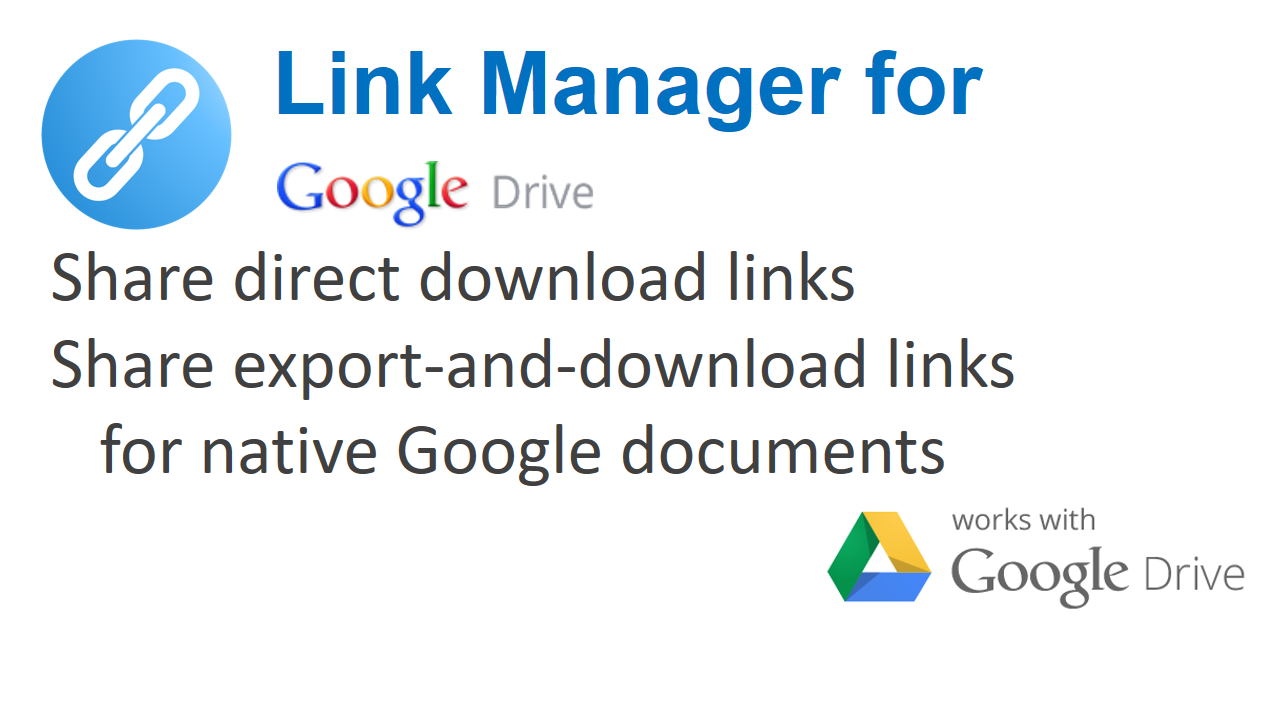 Link Manager for
Google Drive
Share direct download links
Share export-and-download links
for native Google documents
works with
Google Drive